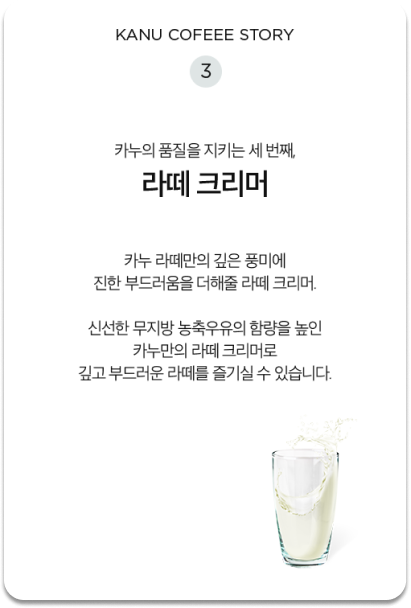 KANU COFEEE STORY
3
카누의 품질을 지키는 세 번째,
라떼 크리머
카누 라떼만의 깊은 풍미에
진한 부드러움을 더해줄 라떼 크리머.
신선한 무지방 농축우유의 함량을 높인
카누만의 라떼 크리머로
깊고 부드러운 라떼를 즐기실 수 있습니다.